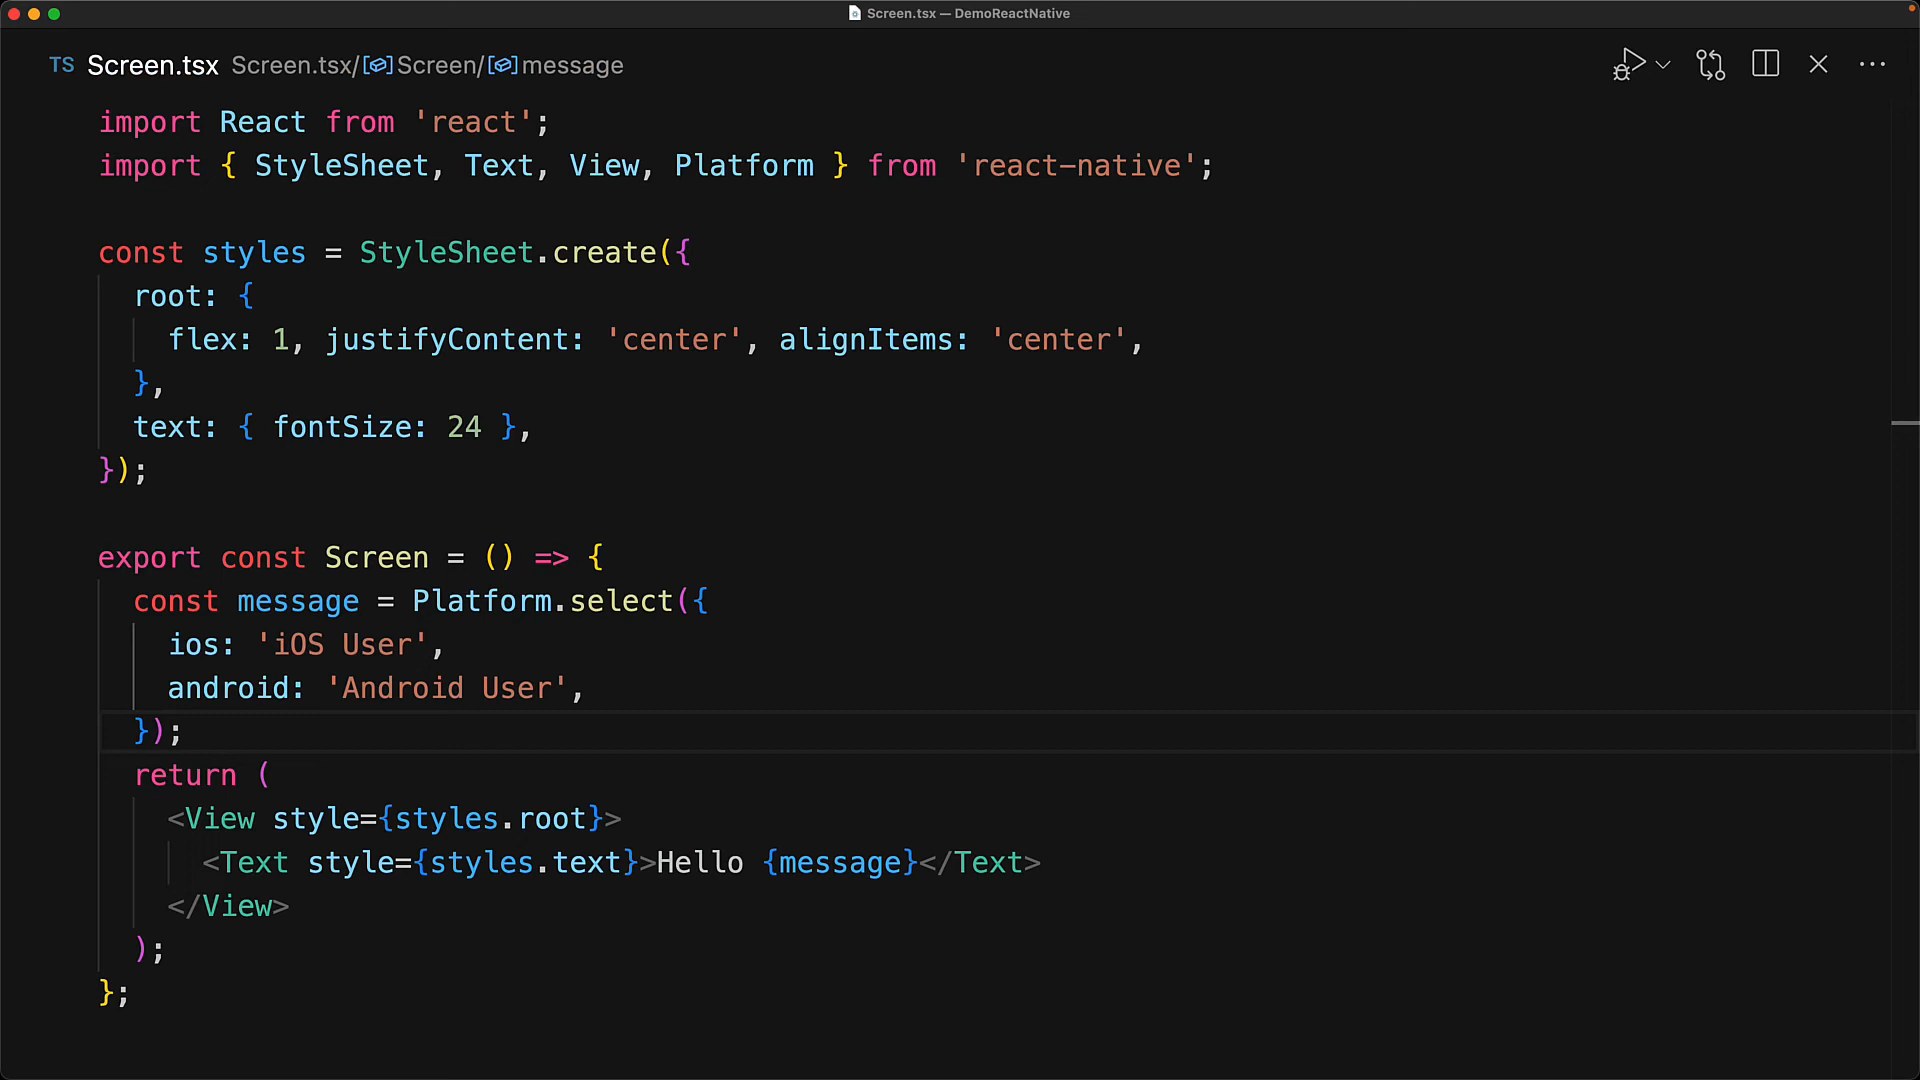 Screen.tsx — DemoReactNative
TS Screen.tsx Screen.tsx/Screen/message
import React from 'react';
import { StyleSheet, Text, View, Platform } from 'react-native';
const styles = StyleSheet.create({
  root: {
    flex: 1, justifyContent: 'center', alignItems: 'center',
  },
  text: { fontSize: 24 },
});
export const Screen = () => {
  const message = Platform.select({
    ios: 'iOS User',
    android: 'Android User',
  });
  return (
    <View style={styles.root}>
      <Text style={styles.text}>Hello {message}</Text>
    </View>
  );
};